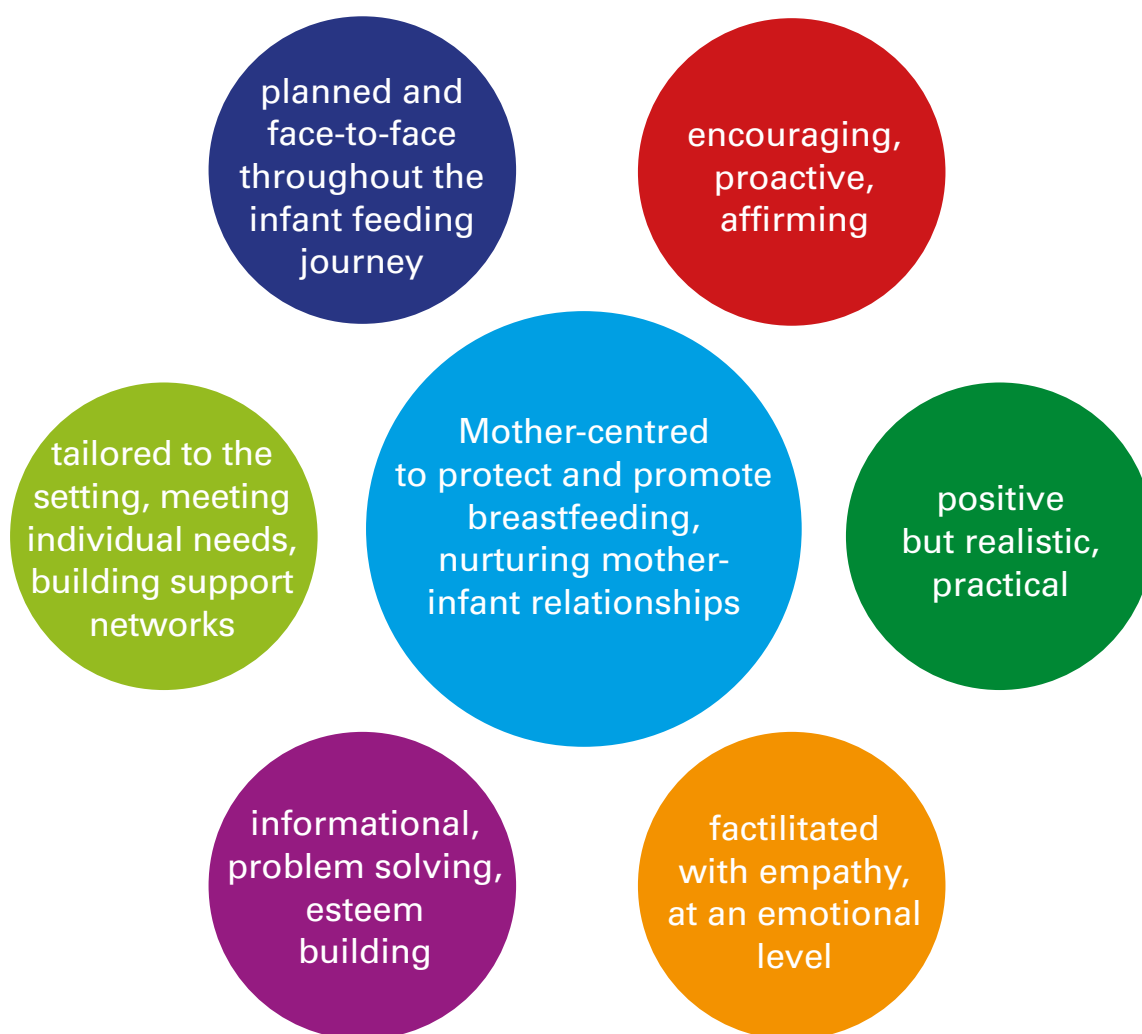 planned and
face-to-face
throughout the
infant feeding
journey
encouraging,
proactive,
affirming
tailored to the
setting, meeting
individual needs,
building support
networks
Mother-centred
to protect and promote
breastfeeding,
nurturing mother-
infant relationships
positive
but realistic,
practical
informational,
problem solving,
esteem
building
factilitated
with empathy,
at an emotional
level